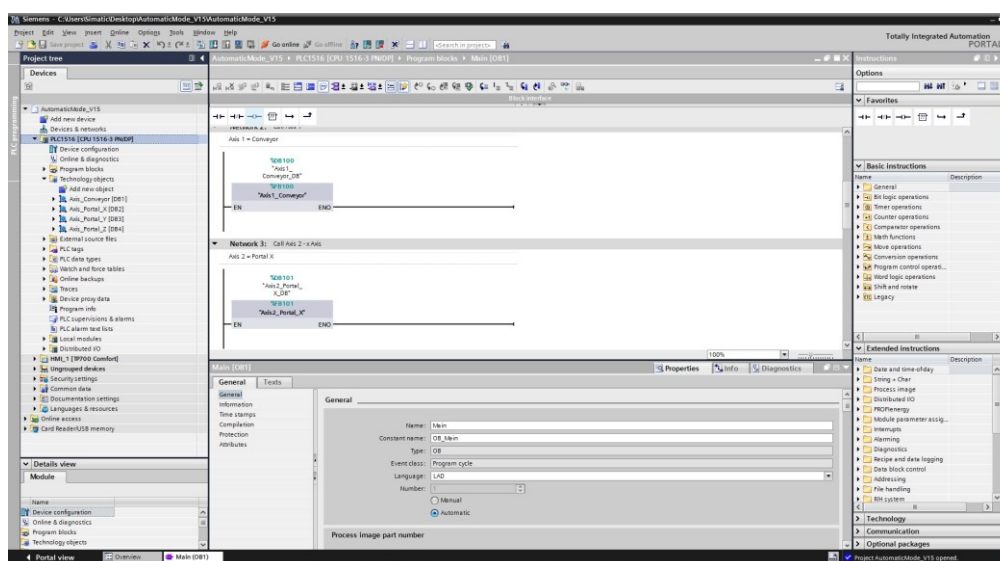 Siemens - C:\Users\Simatic\Desktop\AutomaticMode_V15\AutomaticMode_V15
Project Edit View Insert Online Options Tools Window Help
Save project Go online Go offline <Search in project>
Totally Integrated Automation
PORTAL
Project tree
Devices
PLC programming
AutomaticMode_V15
Add new device
Devices & networks
PLC1516 [CPU 1516-3 PN/DP]
Device configuration
Online & diagnostics
Program blocks
Technology objects
Add new object
Axis_Conveyor [DB1]
Axis_Portal_X [DB2]
Axis_Portal_Y [DB3]
Axis_Portal_Z [DB4]
External source files
PLC tags
PLC data types
Watch and force tables
Online backups
Traces
Device proxy data
Program info
PLC supervisions & alarms
PLC alarm text lists
Local modules
Distributed I/O
HMI_1 [TP700 Comfort]
Ungrouped devices
Security settings
Common data
Documentation settings
Languages & resources
Online access
Card Reader/USB memory
Details view
Module
Name
Device configuration
Online & diagnostics
Program blocks
Technology objects
AutomaticMode_V15 PLC1516 [CPU 1516-3 PN/DP] Program blocks Main [OB1]
Block interface
Network 2:
Axis 1 = Conveyor
%DB100
"Axis1_
Conveyor_DB"
%FB100
"Axis1_Conveyor"
EN ENO
Network 3: Call Axis 2 - x Axis
Axis 2 = Portal X
%DB101
"Axis2_Portal_
X_DB"
%FB101
"Axis2_Portal_X"
EN ENO
100%
Main [OB1]
Properties Info Diagnostics
General Texts
General
Information
Time stamps
Compilation
Protection
Attributes
General
Name: Main
Constant name: OB_Main
Type: OB
Event class: Program cycle
Language: LAD
Number:
Manual
Automatic
Process image part number
Instructions
Options
Favorites
Basic instructions
Name Description
General
Bit logic operations
Timer operations
Counter operations
Comparator operations
Math functions
Move operations
Conversion operations
Program control operati...
Word logic operations
Shift and rotate
Legacy
Extended instructions
Name Description
Date and time-of-day
String + Char
Process image
Distributed I/O
PROFIenergy
Module parameter assig...
Interrupts
Alarming
Diagnostics
Recipe and data logging
Data block control
Addressing
File handling
RH system
Technology
Communication
Optional packages
Portal view Overview Main (OB1)
Project AutomaticMode_V15 opened.